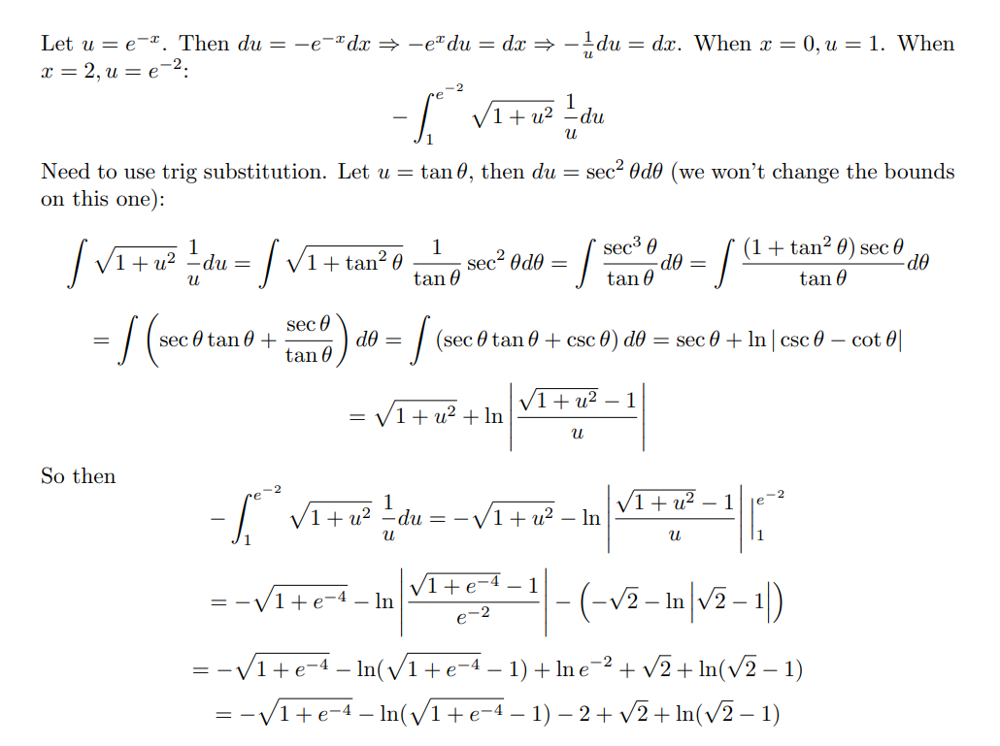 Let $u = e^{-x}$. Then $du = -e^{-x}dx \Rightarrow -e^{x}du = dx \Rightarrow -\frac{1}{u}du = dx$. When $x = 0, u = 1$. When
$x = 2, u = e^{-2}$:
$-\int_{1}^{e^{-2}} \sqrt{1+u^2}\,\frac{1}{u}du$
Need to use trig substitution. Let $u = \tan\theta$, then $du = \sec^2\theta d\theta$ (we won't change the bounds
on this one):
$\int \sqrt{1+u^2}\,\frac{1}{u}du = \int \sqrt{1+\tan^2\theta}\,\frac{1}{\tan\theta}\sec^2\theta d\theta = \int \frac{\sec^3\theta}{\tan\theta}d\theta = \int \frac{(1+\tan^2\theta)\sec\theta}{\tan\theta}d\theta$
$= \int \left(\sec\theta\tan\theta + \frac{\sec\theta}{\tan\theta}\right)d\theta = \int (\sec\theta\tan\theta + \csc\theta)\,d\theta = \sec\theta + \ln|\csc\theta - \cot\theta|$
$= \sqrt{1+u^2} + \ln\left|\frac{\sqrt{1+u^2}-1}{u}\right|$
So then
$-\int_{1}^{e^{-2}} \sqrt{1+u^2}\,\frac{1}{u}du = -\sqrt{1+u^2} - \ln\left|\frac{\sqrt{1+u^2}-1}{u}\right|\Big|_{1}^{e^{-2}}$
$= -\sqrt{1+e^{-4}} - \ln\left|\frac{\sqrt{1+e^{-4}}-1}{e^{-2}}\right| - \left(-\sqrt{2} - \ln\left|\sqrt{2}-1\right|\right)$
$= -\sqrt{1+e^{-4}} - \ln(\sqrt{1+e^{-4}}-1) + \ln e^{-2} + \sqrt{2} + \ln(\sqrt{2}-1)$
$= -\sqrt{1+e^{-4}} - \ln(\sqrt{1+e^{-4}}-1) - 2 + \sqrt{2} + \ln(\sqrt{2}-1)$